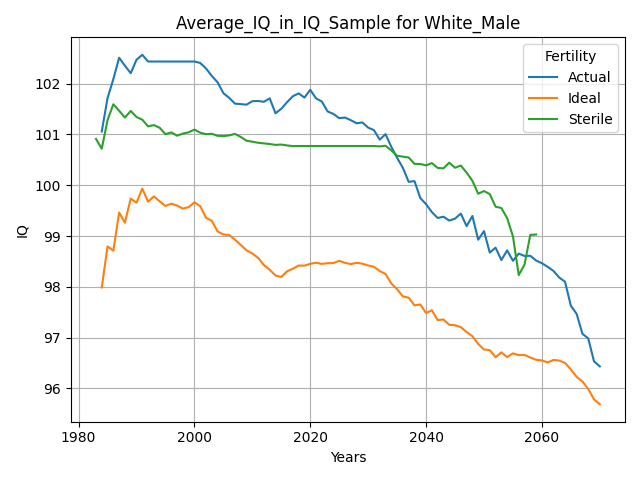 Average_IQ_in_IQ_Sample for White_Male
Fertility
Actual
Ideal
Sterile
IQ
102
101
100
99
98
97
96
1980
2000
2020
2040
2060
Years